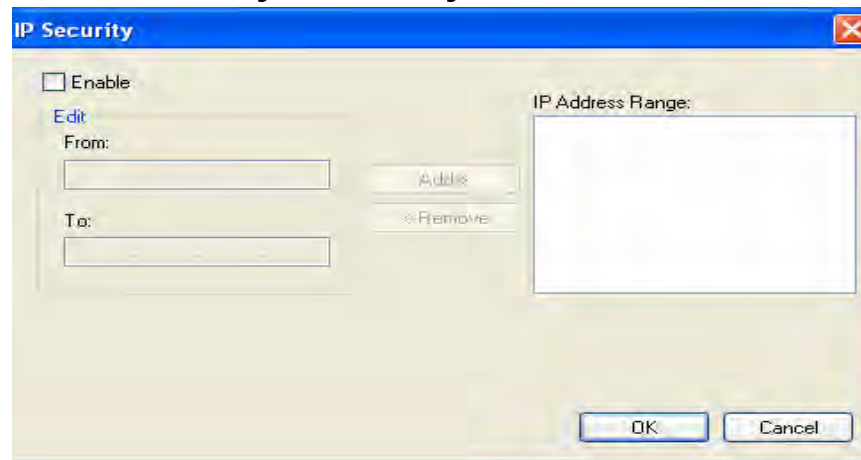 IP Security
Enable
Edit
From:
Add»
«Remove
To:
IP Address Range:
OK
Cancel